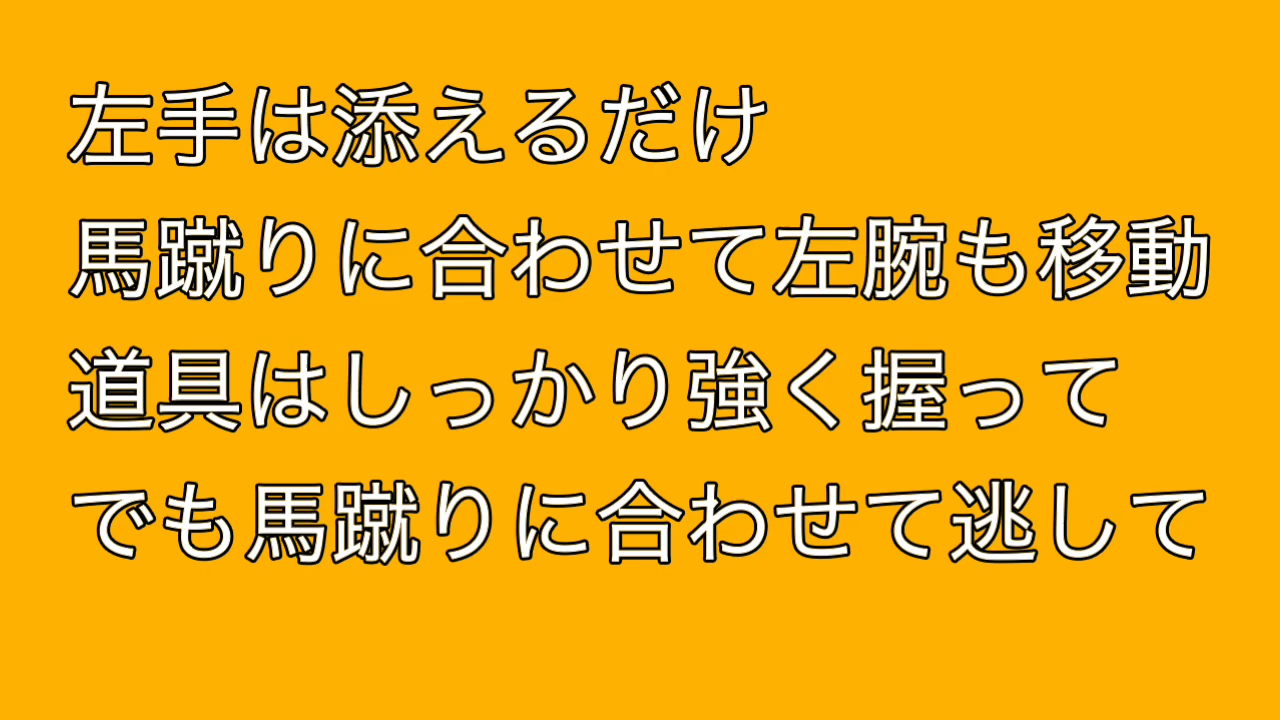 左手は添えるだけ
馬蹴りに合わせて左腕も移動
道具はしっかり強く握って
でも馬蹴りに合わせて逃して